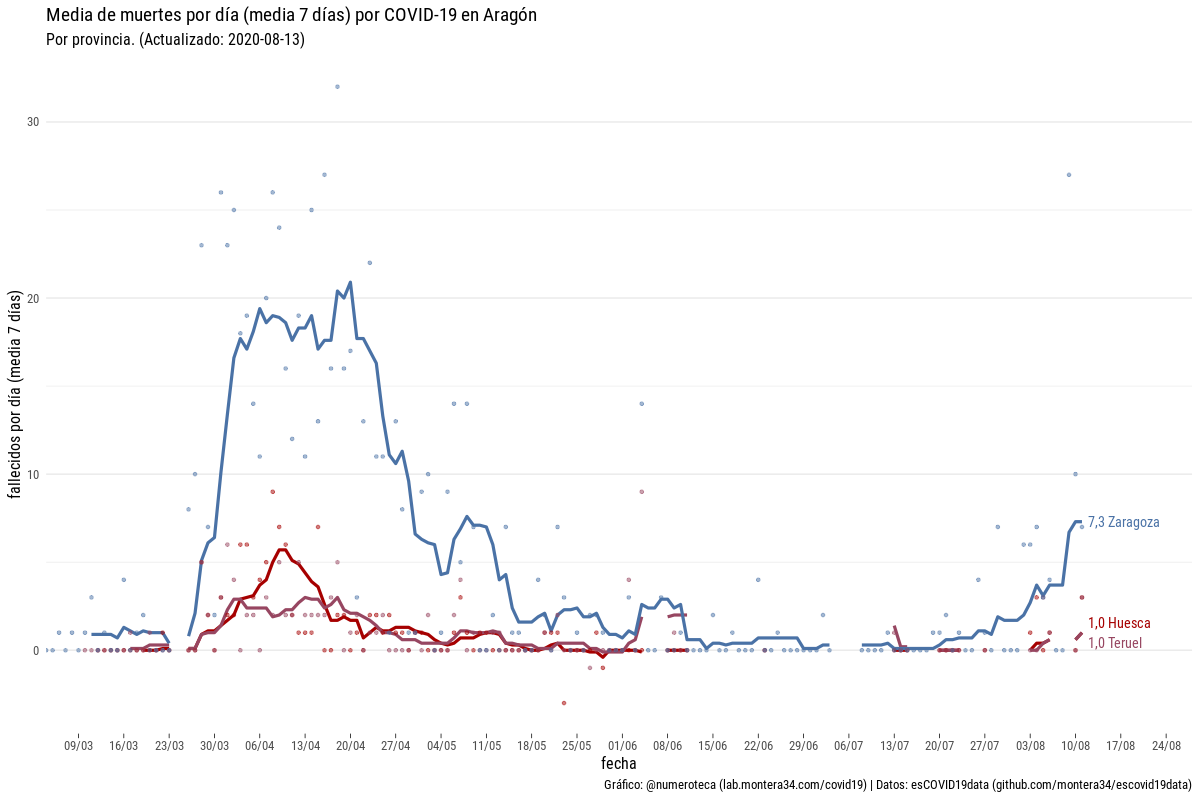 Media de muertes por día (media 7 días) por COVID-19 en Aragón
Por provincia. (Actualizado: 2020-08-13)
fallecidos por día (media 7 días)
30
20
10
0
7,3 Zaragoza
1,0 Huesca
1,0 Teruel
09/03 16/03 23/03 30/03 06/04 13/04 20/04 27/04 04/05 11/05 18/05 25/05 01/06 08/06 15/06 22/06 29/06 06/07 13/07 20/07 27/07 03/08 10/08 17/08 24/08
fecha
Gráfico: @numeroteca (lab.montera34.com/covid19) | Datos: esCOVID19data (github.com/montera34/escovid19data)